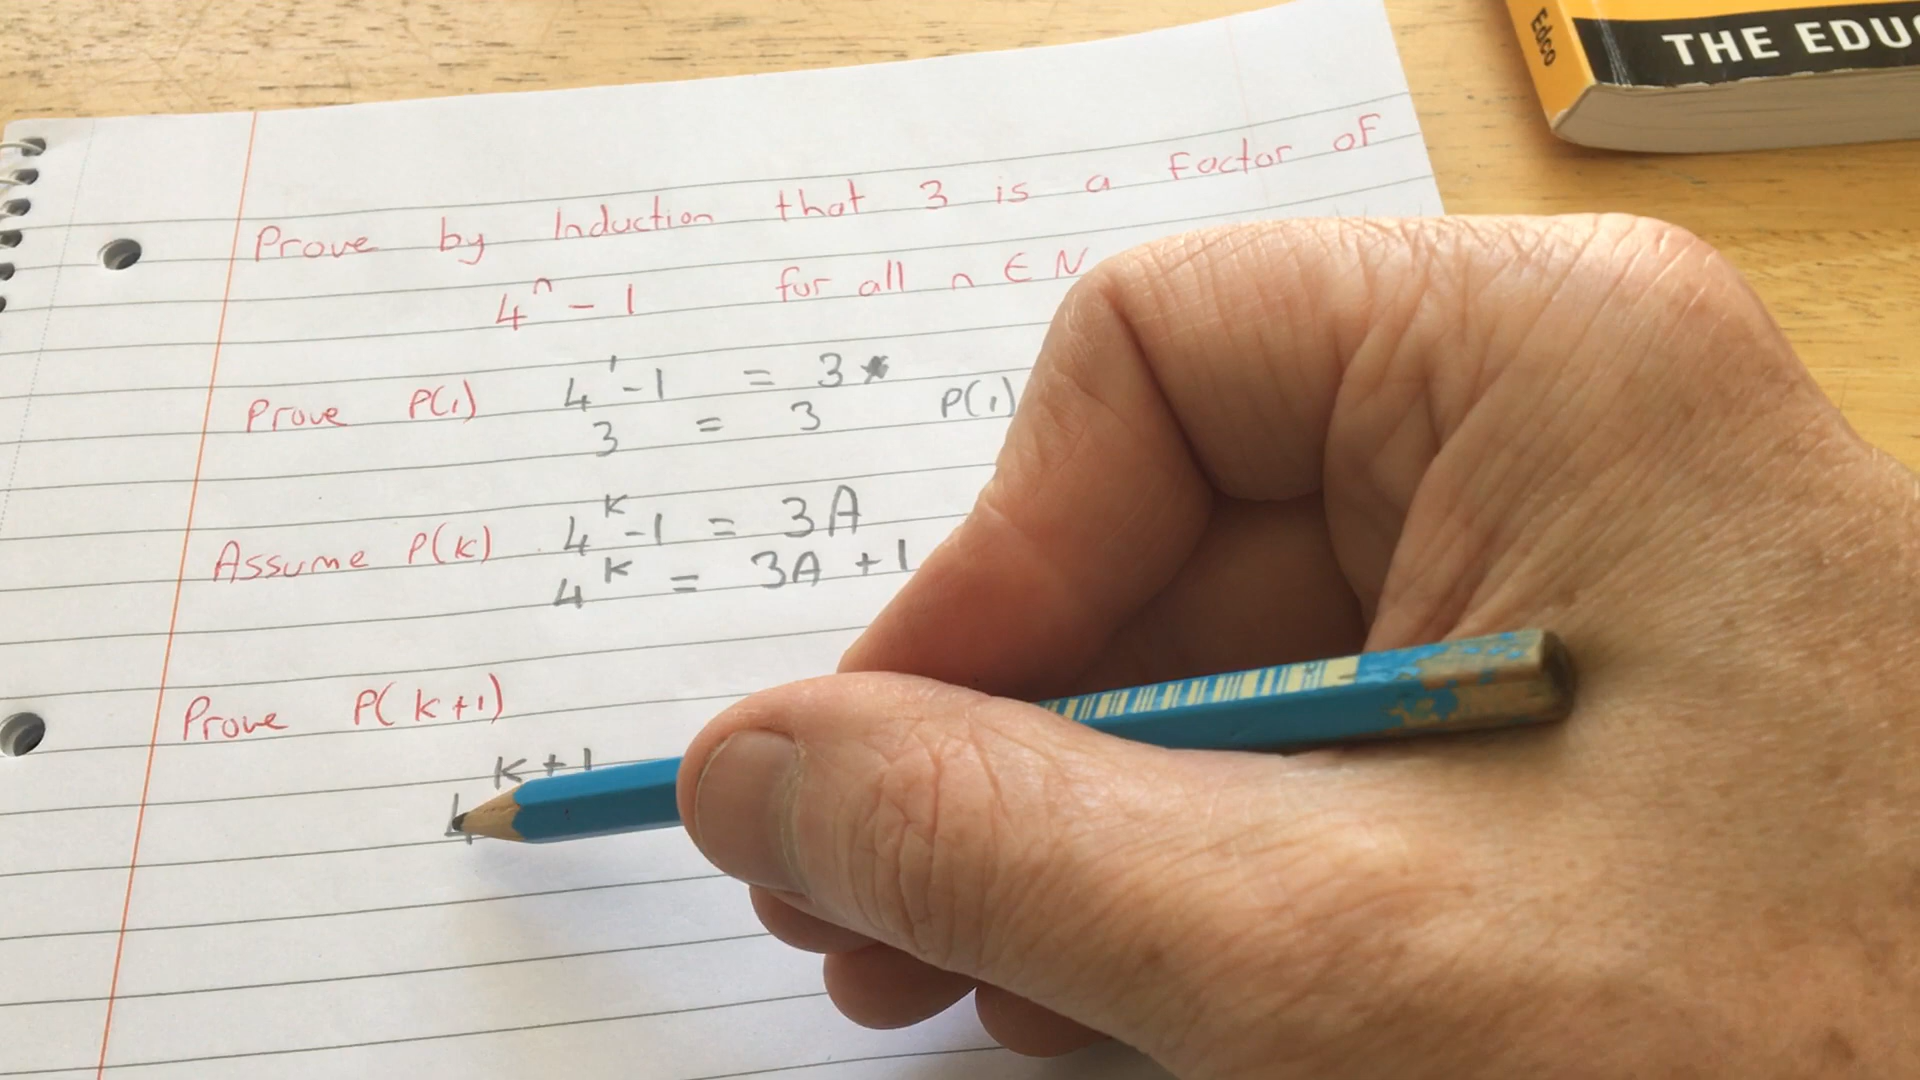 Edco
THE EDU
Prove by Induction that 3 is a factor of
4ⁿ - 1 for all n ∈ N
Prove P(1) 4¹ - 1 = 3
3 = 3 P(1)
Assume P(k) 4ᵏ - 1 = 3A
4ᵏ = 3A + 1
Prove P(k+1)
4ᵏ⁺¹